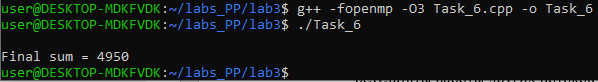 user@DESKTOP-MDKFVDK:~/labs_PP/lab3$ g++ -fopenmp -O3 Task_6.cpp -o Task_6
user@DESKTOP-MDKFVDK:~/labs_PP/lab3$ ./Task_6
Final sum = 4950
user@DESKTOP-MDKFVDK:~/labs_PP/lab3$